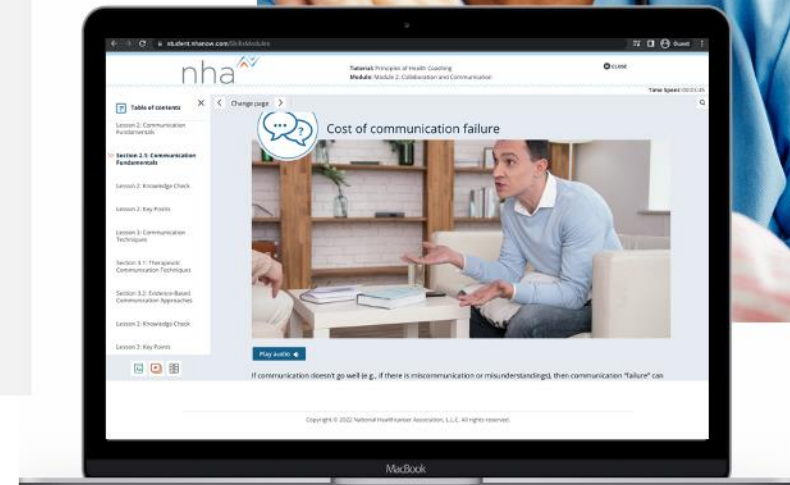 student.nhanow.com/SkillsModules
Guest
nha
Tutorial: Principles of Health Coaching
Module: Module 2: Collaboration and Communication
CLOSE
Time Spent: 00:03:45
Table of contents
X
Change page
Lesson 2: Communication
Fundamentals
Section 2.1: Communication
Fundamentals
Lesson 2: Knowledge Check
Lesson 2: Key Points
Lesson 3: Communication
Techniques
Section 3.1: Therapeutic
Communication Techniques
Section 3.2: Evidence-Based
Communication Approaches
Lesson 3: Knowledge Check
Lesson 3: Key Points
Cost of communication failure
Play audio
If communication doesn't go well (e.g., if there is miscommunication or misunderstandings), then communication "failure" can
Copyright © 2022 National Healthcareer Association, L.L.C. All rights reserved.
MacBook